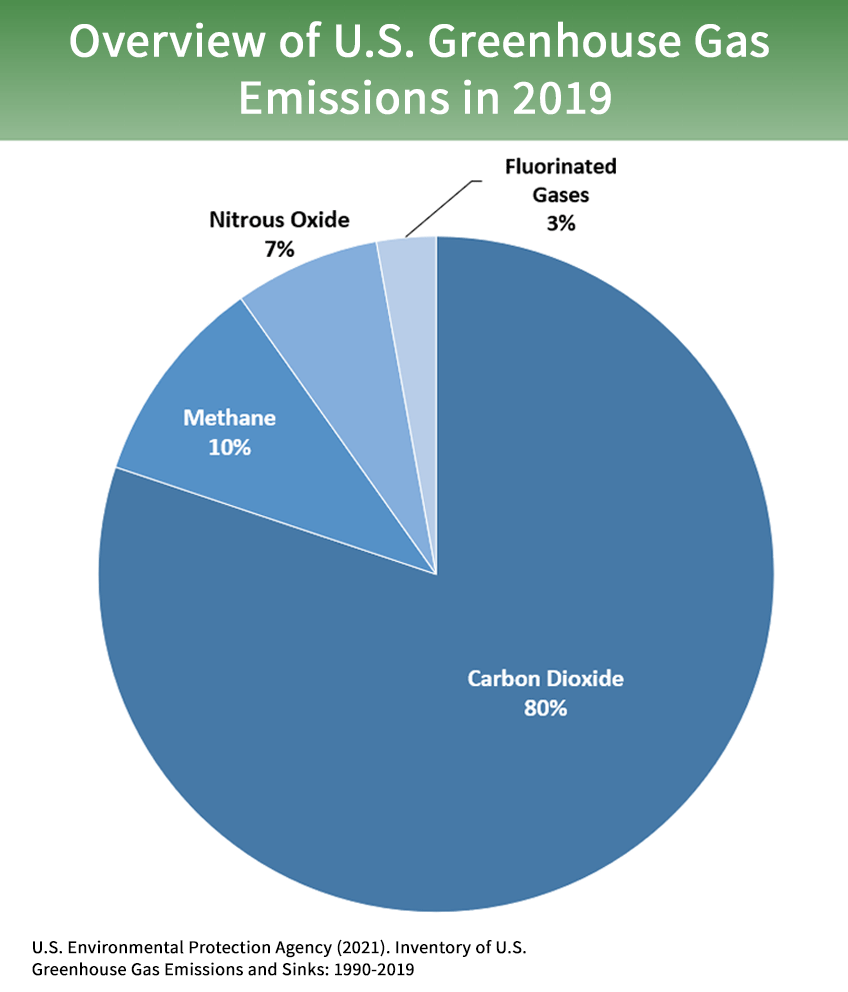 Overview of U.S. Greenhouse Gas
Emissions in 2019
Fluorinated
Gases
3%
Nitrous Oxide
7%
Methane
10%
Carbon Dioxide
80%
U.S. Environmental Protection Agency (2021). Inventory of U.S.
Greenhouse Gas Emissions and Sinks: 1990-2019